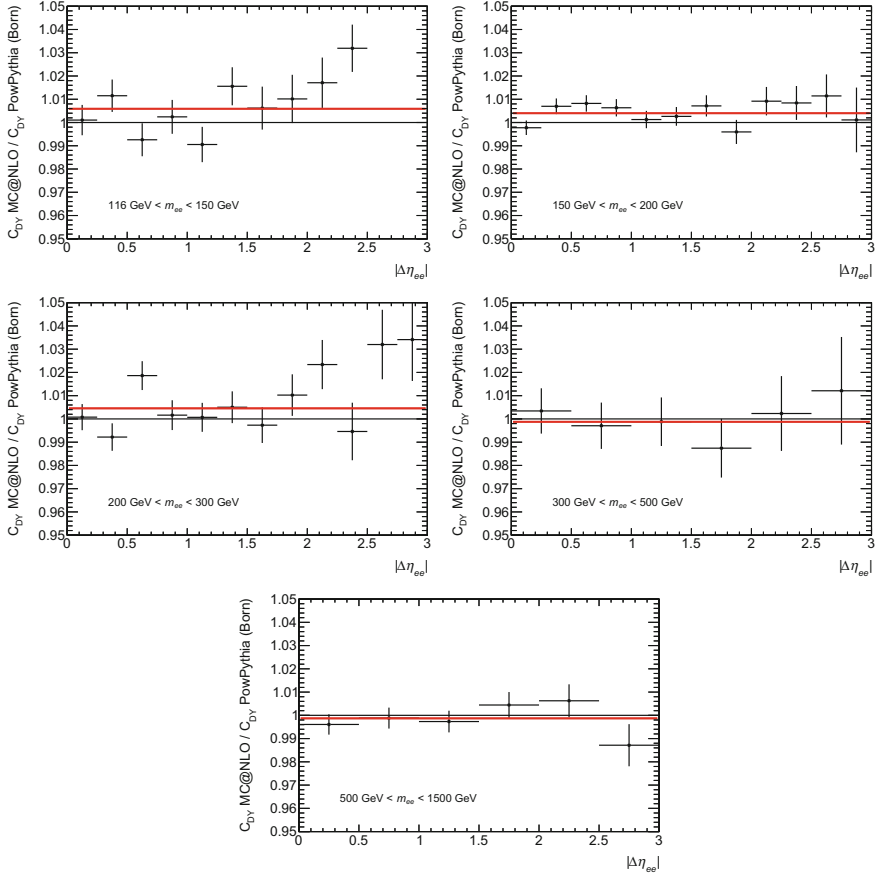 C_DY MC@NLO / C_DY PowPythia (Born)
1.05
1.04
1.03
1.02
1.01
1
0.99
0.98
0.97
0.96
0.95
116 GeV < m_ee < 150 GeV
0 0.5 1 1.5 2 2.5 3
|Δη_ee|
C_DY MC@NLO / C_DY PowPythia (Born)
1.05
1.04
1.03
1.02
1.01
1
0.99
0.98
0.97
0.96
0.95
150 GeV < m_ee < 200 GeV
0 0.5 1 1.5 2 2.5 3
|Δη_ee|
C_DY MC@NLO / C_DY PowPythia (Born)
1.05
1.04
1.03
1.02
1.01
1
0.99
0.98
0.97
0.96
0.95
200 GeV < m_ee < 300 GeV
0 0.5 1 1.5 2 2.5 3
|Δη_ee|
C_DY MC@NLO / C_DY PowPythia (Born)
1.05
1.04
1.03
1.02
1.01
1
0.99
0.98
0.97
0.96
0.95
300 GeV < m_ee < 500 GeV
0 0.5 1 1.5 2 2.5 3
|Δη_ee|
C_DY MC@NLO / C_DY PowPythia (Born)
1.05
1.04
1.03
1.02
1.01
1
0.99
0.98
0.97
0.96
0.95
500 GeV < m_ee < 1500 GeV
0 0.5 1 1.5 2 2.5 3
|Δη_ee|